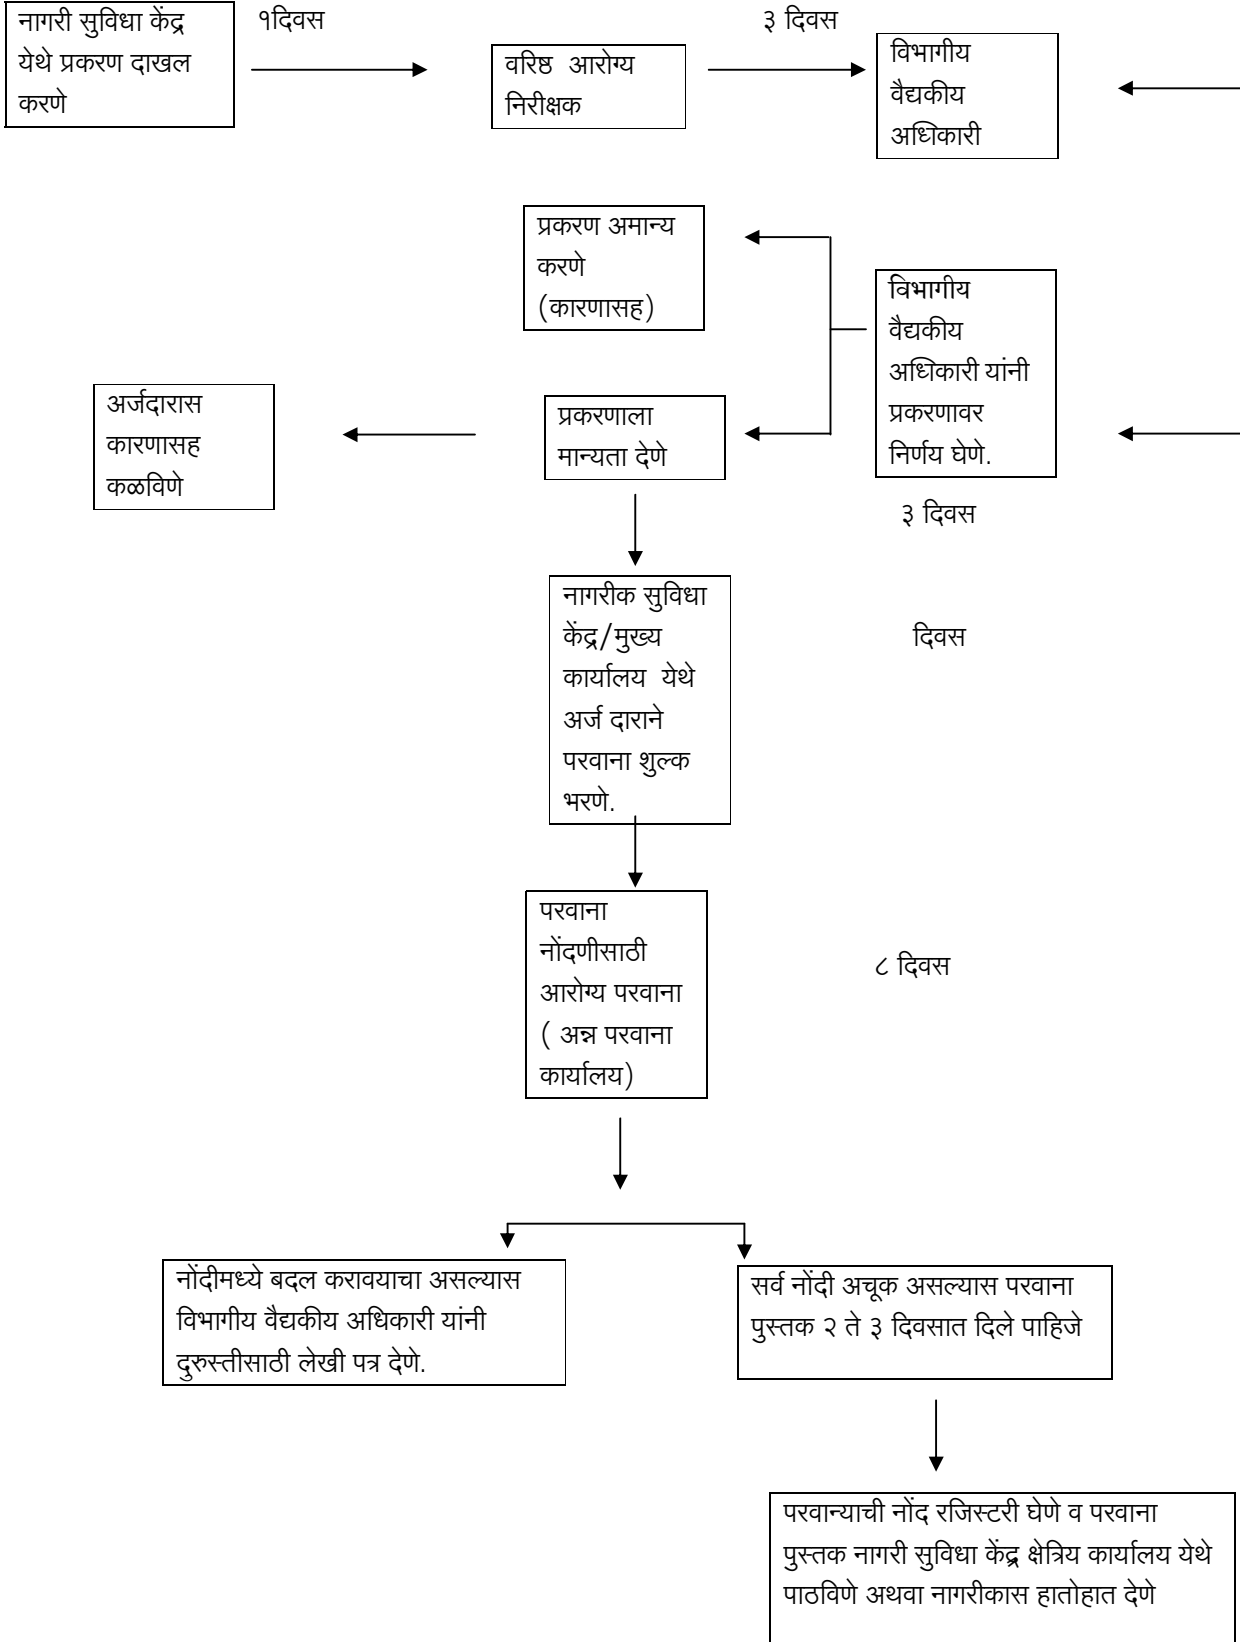 नागरी सुविधा केंद्र
येथे प्रकरण दाखल
करणे
१दिवस
वरिष्ठ आरोग्य
निरीक्षक
३ दिवस
विभागीय
वैद्यकीय
अधिकारी
प्रकरण अमान्य
करणे
(कारणासह)
विभागीय
वैद्यकीय
अधिकारी यांनी
प्रकरणावर
निर्णय घेणे.
अर्जदारास
कारणासह
कळविणे
प्रकरणाला
मान्यता देणे
३ दिवस
नागरीक सुविधा
केंद्र/मुख्य
कार्यालय येथे
अर्ज दाराने
परवाना शुल्क
भरणे.
दिवस
परवाना
नोंदणीसाठी
आरोग्य परवाना
( अन्न परवाना
कार्यालय)
८ दिवस
नोंदीमध्ये बदल करावयाचा असल्यास
विभागीय वैद्यकीय अधिकारी यांनी
दुरुस्तीसाठी लेखी पत्र देणे.
सर्व नोंदी अचूक असल्यास परवाना
पुस्तक २ ते ३ दिवसात दिले पाहिजे
परवान्याची नोंद रजिस्टरी घेणे व परवाना
पुस्तक नागरी सुविधा केंद्र क्षेत्रिय कार्यालय येथे
पाठविणे अथवा नागरीकास हातोहात देणे